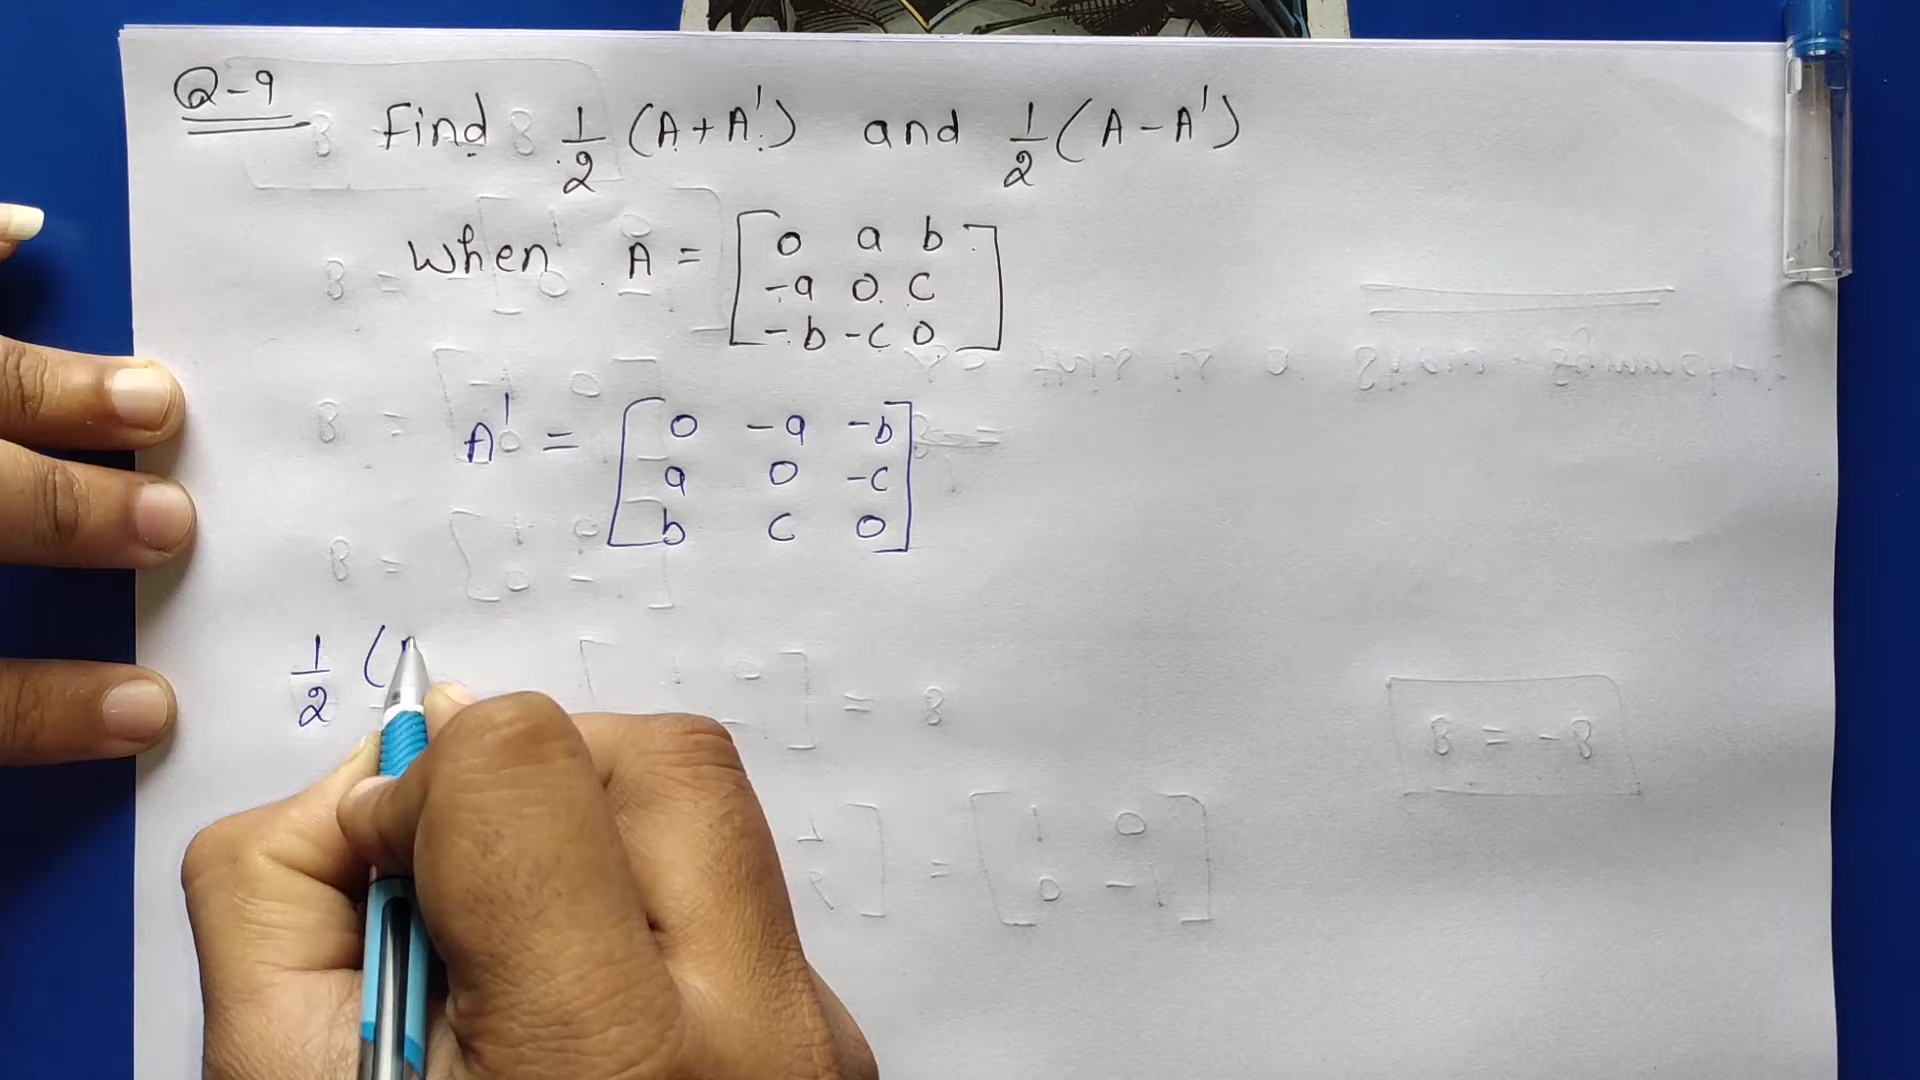 Q-9
Find 1/2 (A+A') and 1/2 (A-A')
When A = [0 a b
-a 0 c
-b -c 0]
A' = [0 -a -b
a 0 -c
b c 0]
1/2 (